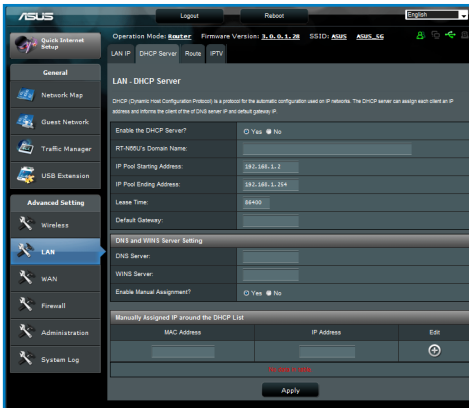 ASUS
Logout
Reboot
English
Quick Internet Setup
Operation Mode: Router Firmware Version: 3.0.0.1.28 SSID: ASUS ASUS_5G
LAN IP DHCP Server Route IPTV
General
Network Map
Guest Network
Traffic Manager
USB Extension
Advanced Setting
Wireless
LAN
WAN
Firewall
Administration
System Log
LAN - DHCP Server
DHCP (Dynamic Host Configuration Protocol) is a protocol for the automatic configuration used on IP networks. The DHCP server can assign each client an IP
address and informs the client of the of DNS server IP and default gateway IP.
Enable the DHCP Server? Yes No
RT-N66U's Domain Name:
IP Pool Starting Address: 192.168.1.2
IP Pool Ending Address: 192.168.1.254
Lease Time: 86400
Default Gateway:
DNS and WINS Server Setting
DNS Server:
WINS Server:
Enable Manual Assignment? Yes No
Manually Assigned IP around the DHCP List
MAC Address IP Address Edit
Apply